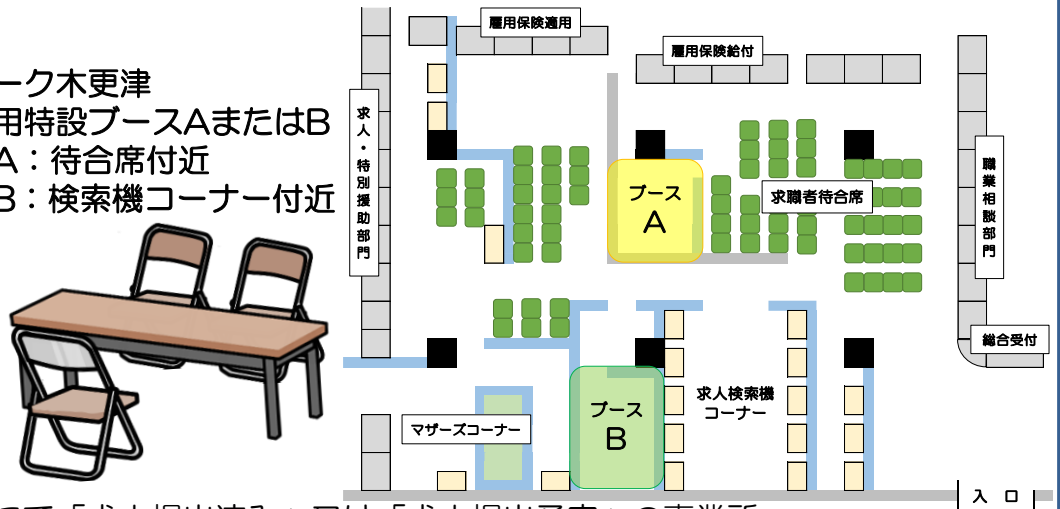 ーク木更津
用特設ブースAまたはB
A：待合席付近
B：検索機コーナー付近
雇用保険適用
雇用保険給付
求人・特別援助部門
ブース
A
求職者待合席
職業相談部門
総合受付
マザーズコーナー
ブース
B
求人検索機
コーナー
入 口